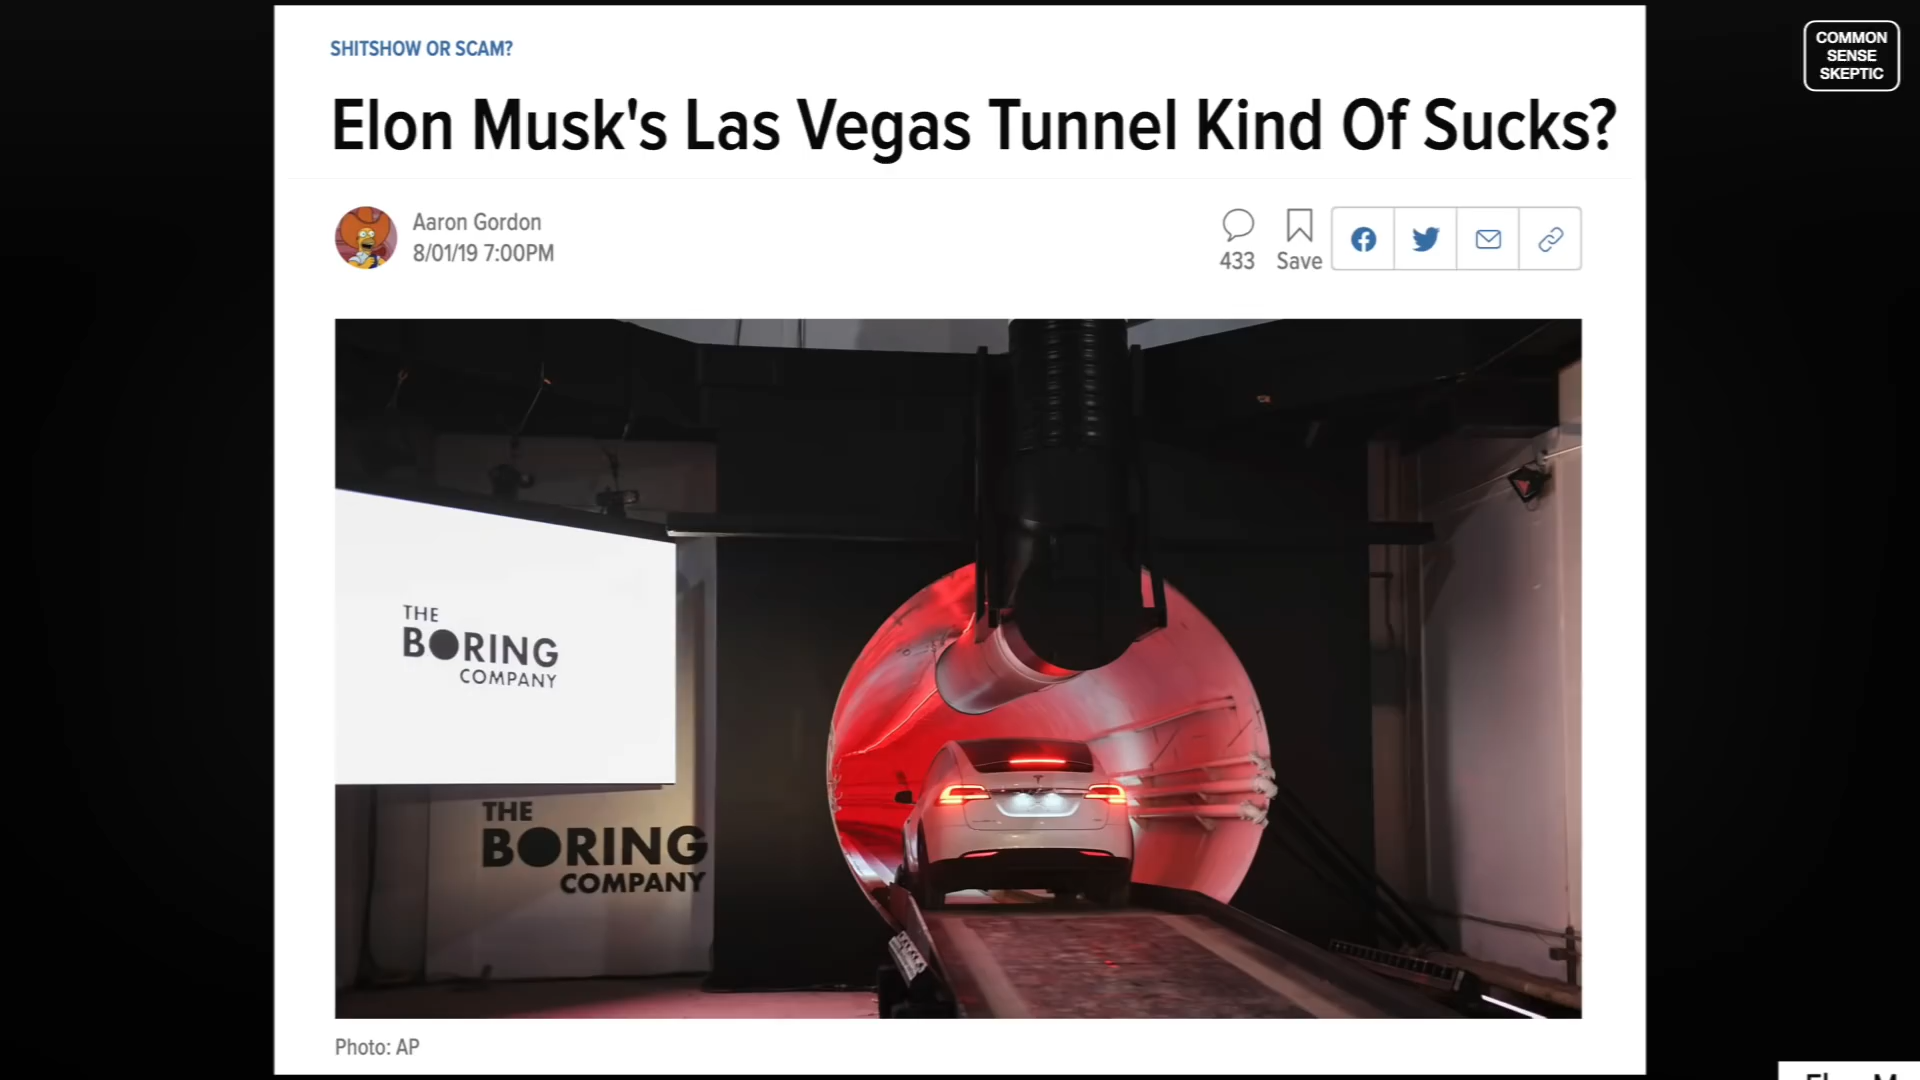 SHITSHOW OR SCAM?
COMMON
SENSE
SKEPTIC
Elon Musk's Las Vegas Tunnel Kind Of Sucks?
Aaron Gordon
8/01/19 7:00PM
433
Save
THE
BORING
COMPANY
THE
BORING
COMPANY
Photo: AP